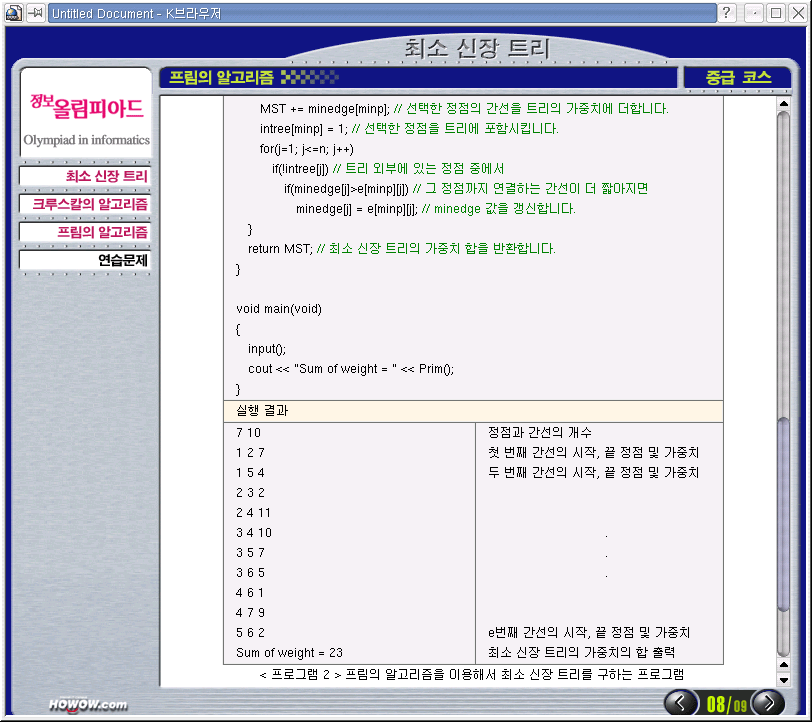 Untitled Document - K브라우저
최소 신장 트리
프림의 알고리즘
중급 코스
정보올림피아드
Olympiad in informatics
최소 신장 트리
크루스칼의 알고리즘
프림의 알고리즘
연습문제
MST += minedge[minp]; // 선택한 정점의 간선을 트리의 가중치에 더합니다.
intree[minp] = 1; // 선택한 정점을 트리에 포함시킵니다.
for(j=1; j<=n; j++)
if(!intree[j]) // 트리 외부에 있는 정점 중에서
if(minedge[j]>e[minp][j]) // 그 정점까지 연결하는 간선이 더 짧아지면
minedge[j] = e[minp][j]; // minedge 값을 갱신합니다.
}
return MST; // 최소 신장 트리의 가중치 합을 반환합니다.
}
void main(void)
{
input();
cout << "Sum of weight = " << Prim();
}
실행 결과
7 10 정점과 간선의 개수
1 2 7 첫 번째 간선의 시작, 끝 정점 및 가중치
1 5 4 두 번째 간선의 시작, 끝 정점 및 가중치
2 3 2
2 4 11
3 4 10 .
3 5 7 .
3 6 5 .
4 6 1
4 7 9
5 6 2 e번째 간선의 시작, 끝 정점 및 가중치
Sum of weight = 23 최소 신장 트리의 가중치의 합 출력
< 프로그램 2 > 프림의 알고리즘을 이용해서 최소 신장 트리를 구하는 프로그램
HOWOW.com
08/09